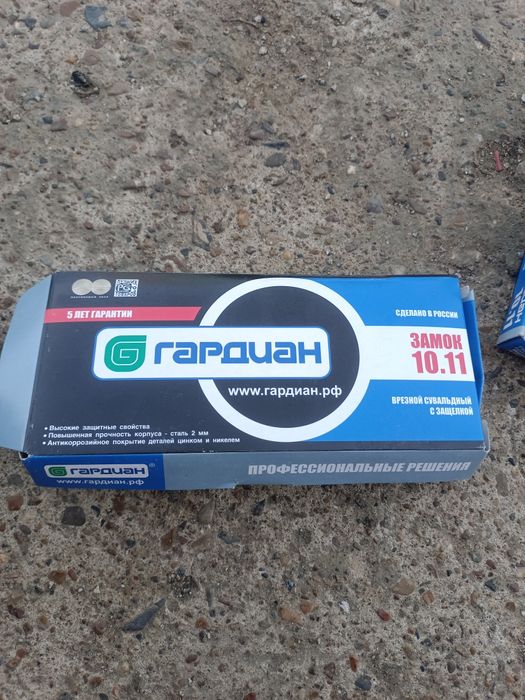 5 ЛЕТ ГАРАНТИИ
СДЕЛАНО В РОССИИ
G ГАРДИАН
www.гардиан.рф
ЗАМОК
10.11
ВРЕЗНОЙ СУВАЛЬДНЫЙ
С ЗАЩЕЛКОЙ
• Высокие защитные свойства
• Повышенная прочность корпуса - сталь 2 мм
• Антикоррозийное покрытие деталей цинком и никелем
G ГАРДИАН®
www.гардиан.рф
ПРОФЕССИОНАЛЬНЫЕ РЕШЕНИЯ